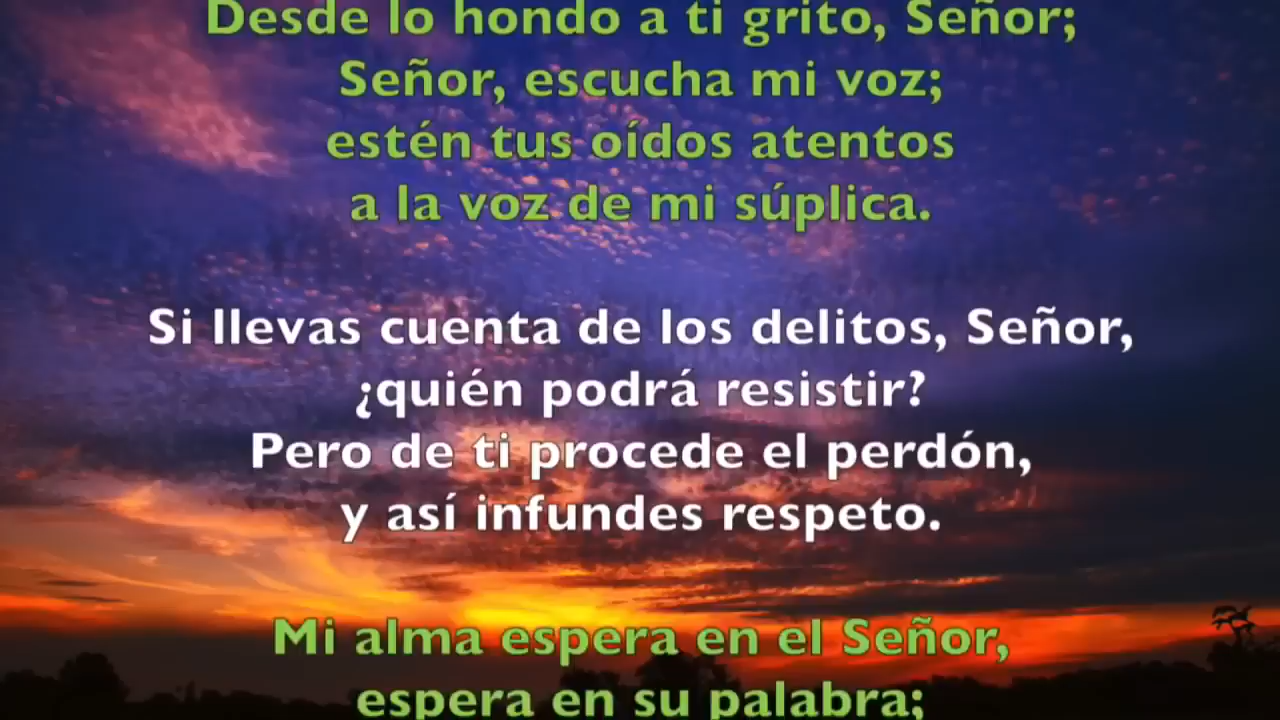 Desde lo hondo a ti grito, Señor;
Señor, escucha mi voz;
estén tus oídos atentos
a la voz de mi súplica.
Si llevas cuenta de los delitos, Señor,
¿quién podrá resistir?
Pero de ti procede el perdón,
y así infundes respeto.
Mi alma espera en el Señor,
espera en su palabra;